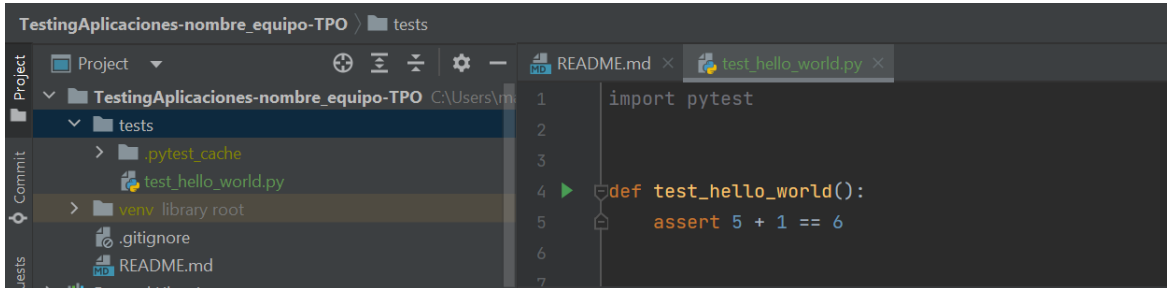 TestingAplicaciones-nombre_equipo-TPO 〉 tests
Project
Commit
Project
TestingAplicaciones-nombre_equipo-TPO C:\Users\m
tests
.pytest_cache
test_hello_world.py
venv library root
.gitignore
README.md
README.md
test_hello_world.py
1 import pytest
2
3
4 def test_hello_world():
5 assert 5 + 1 == 6
6
7